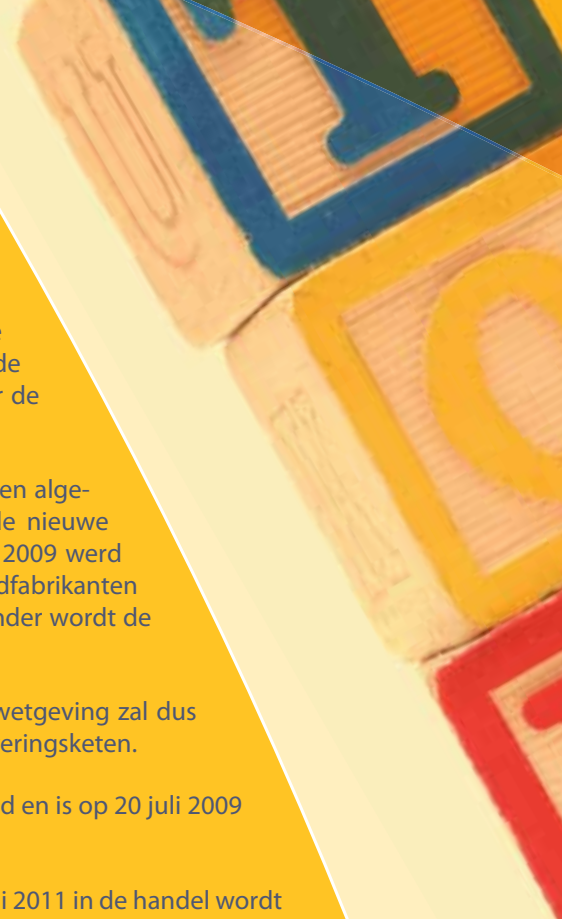 de
r de
en alge-
nieuwe
2009 werd
dfabrikanten
nder wordt de
wetgeving zal dus
eringsketen.
d en is op 20 juli 2009
i 2011 in de handel wordt